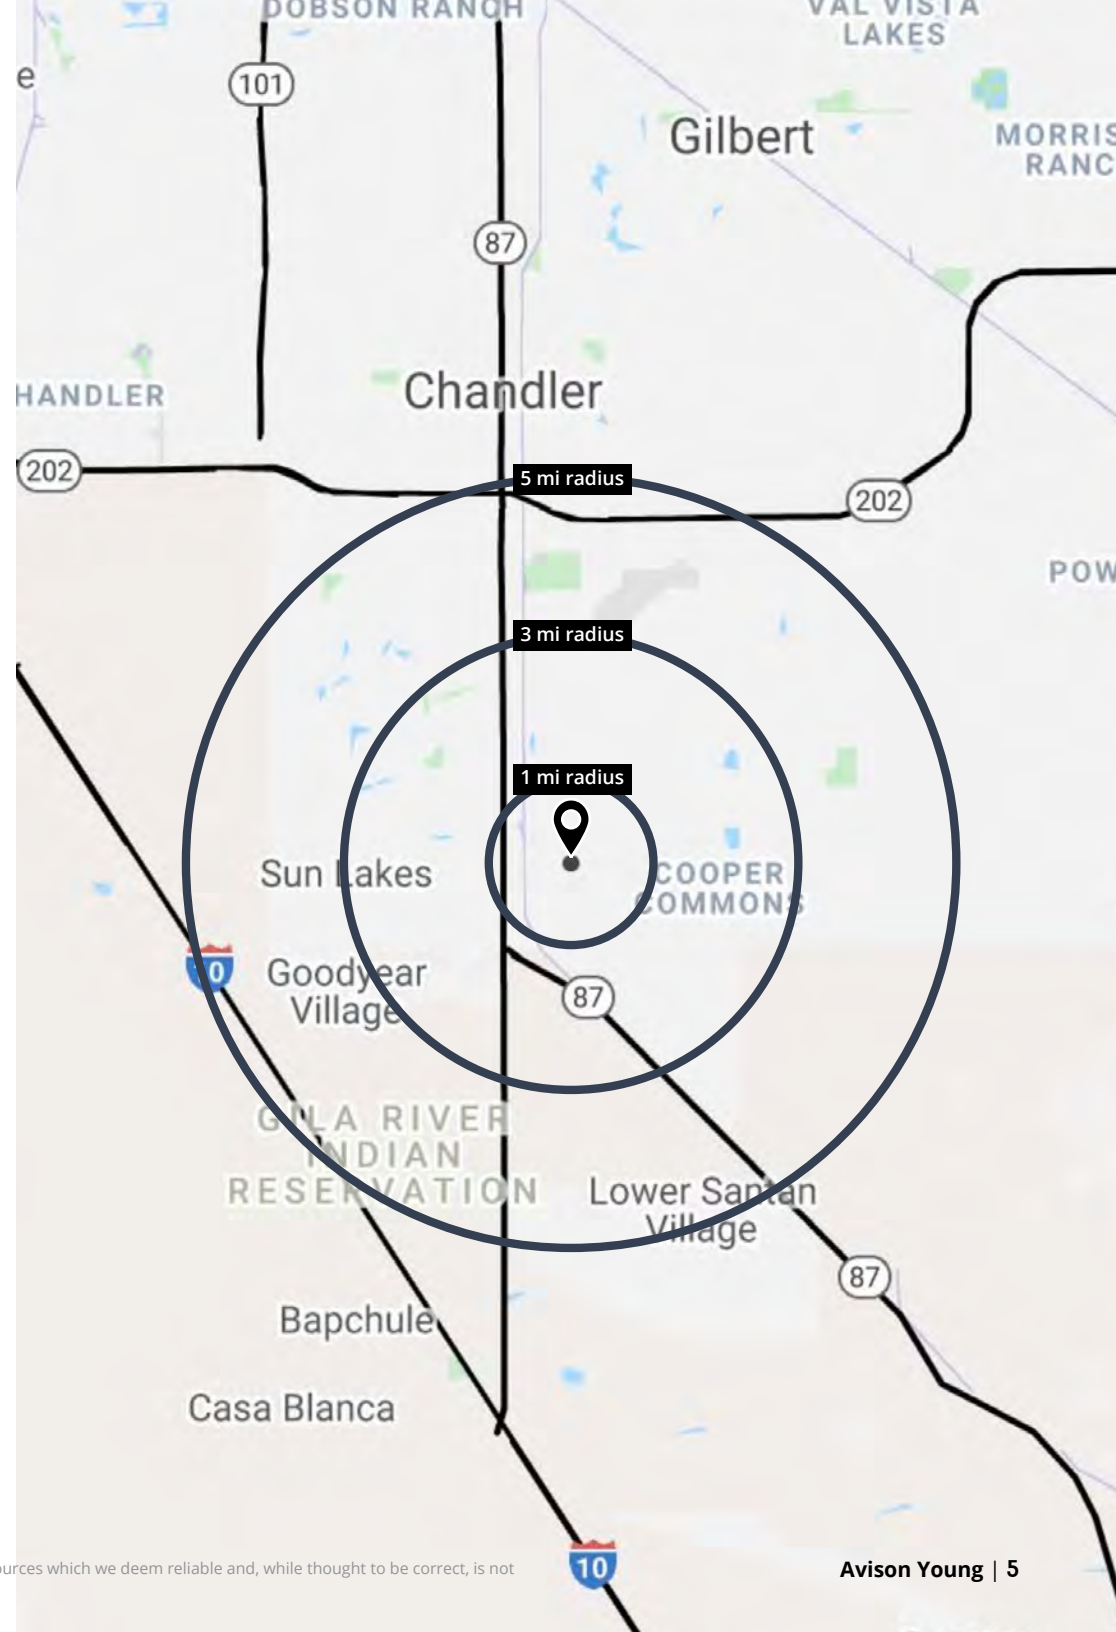 DOBSON RANCH
VAL VISTA
LAKES
e
101
Gilbert
MORRIS
RANC
87
HANDLER
Chandler
202
5 mi radius
202
POW
3 mi radius
1 mi radius
Sun Lakes
COOPER
COMMONS
10
Goodyear
Village
87
GILA RIVER
INDIAN
RESERVATION
Lower Santan
Village
87
Bapchule
Casa Blanca
10
ources which we deem reliable and, while thought to be correct, is not
Avison Young | 5